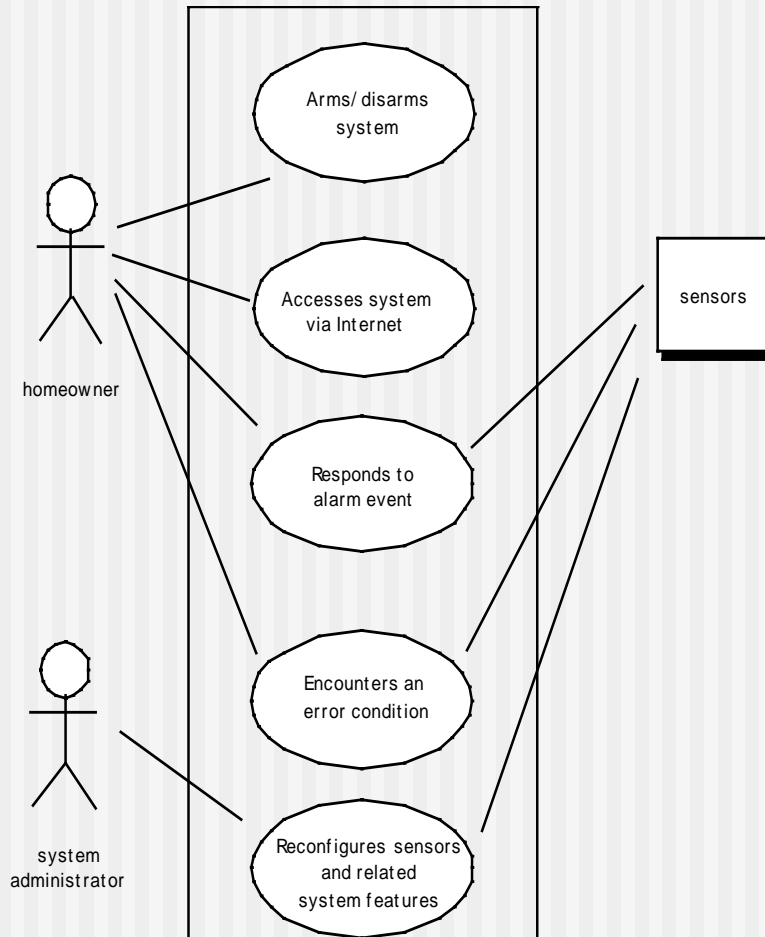 Arms/disarms
system
Accesses system
via Internet
sensors
homeowner
Responds to
alarm event
Encounters an
error condition
system
administrator
Reconfigures sensors
and related
system features